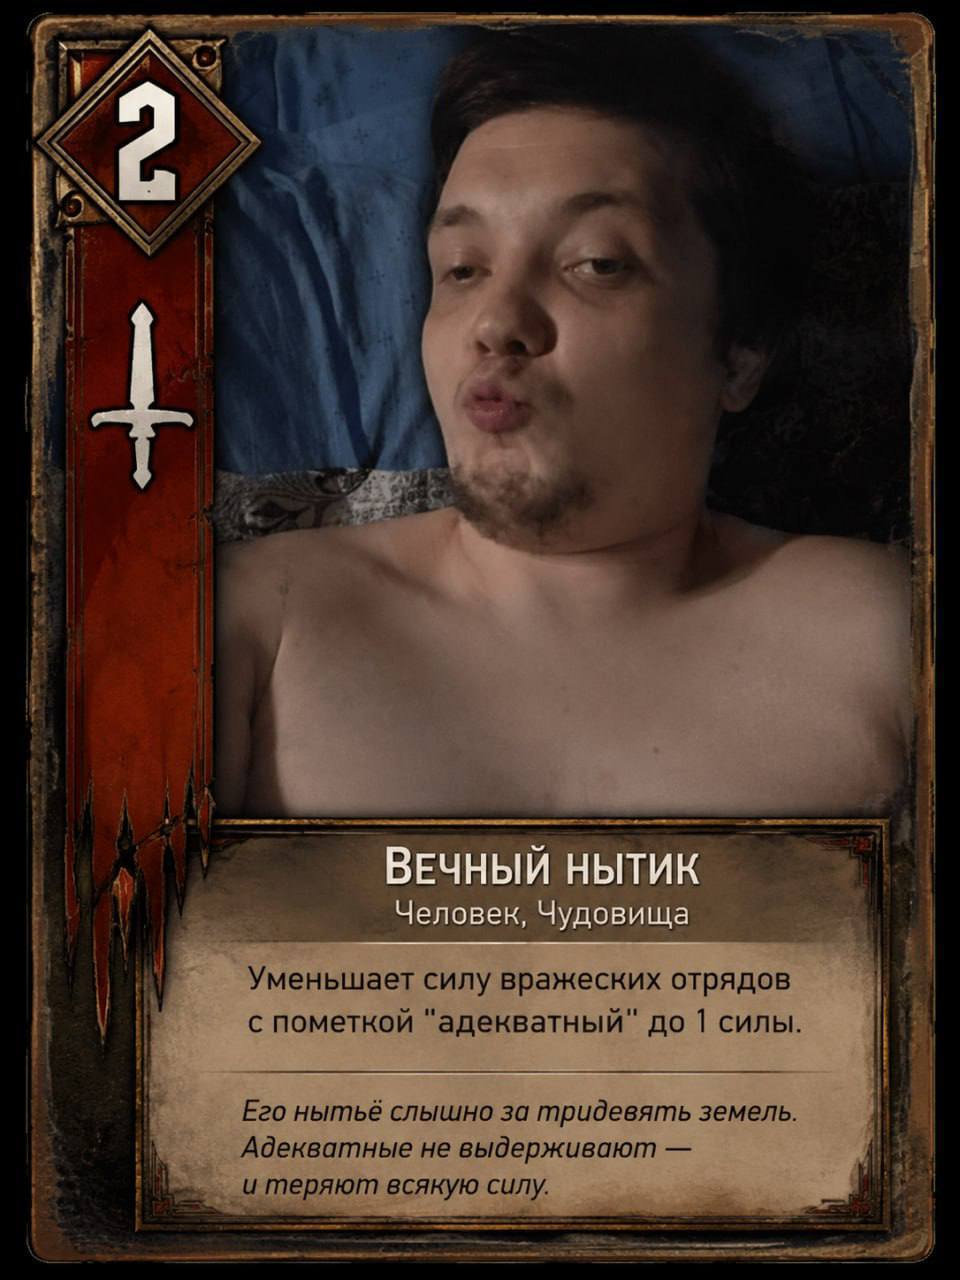 2
Вечный нытик
Человек, Чудовища
Уменьшает силу вражеских отрядов
с пометкой "адекватный" до 1 силы.
Его нытьё слышно за тридевять земель.
Адекватные не выдерживают —
и теряют всякую силу.